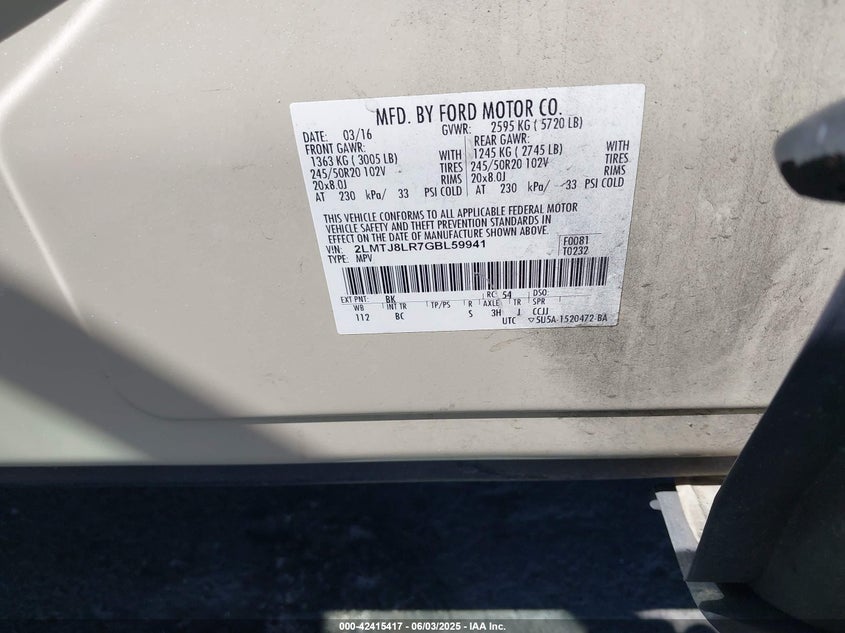 MFD. BY FORD MOTOR CO.
DATE: 03/16 GVWR: 2595 KG ( 5720 LB)
FRONT GAWR: REAR GAWR:
1363 KG ( 3005 LB) WITH 1245 KG ( 2745 LB) WITH
245/50R20 102V TIRES 245/50R20 102V TIRES
20x8.0J RIMS 20x8.0J RIMS
AT 230 kPa/ 33 PSI COLD AT 230 kPa/ 33 PSI COLD
THIS VEHICLE CONFORMS TO ALL APPLICABLE FEDERAL MOTOR
VEHICLE SAFETY AND THEFT PREVENTION STANDARDS IN
EFFECT ON THE DATE OF MANUFACTURE SHOWN ABOVE.
VIN: 2LMTJ8LR7GBL59941 F0081
TYPE: MPV T0232
EXT PNT: BK RC: 54 DSO:
WB INT TR TP/PS R AXLE TR SPR
112 BC S 3H J CCJJ
UTC ▽5U5A-1520472-BA
000-42415417 - 06/03/2025 - IAA Inc.